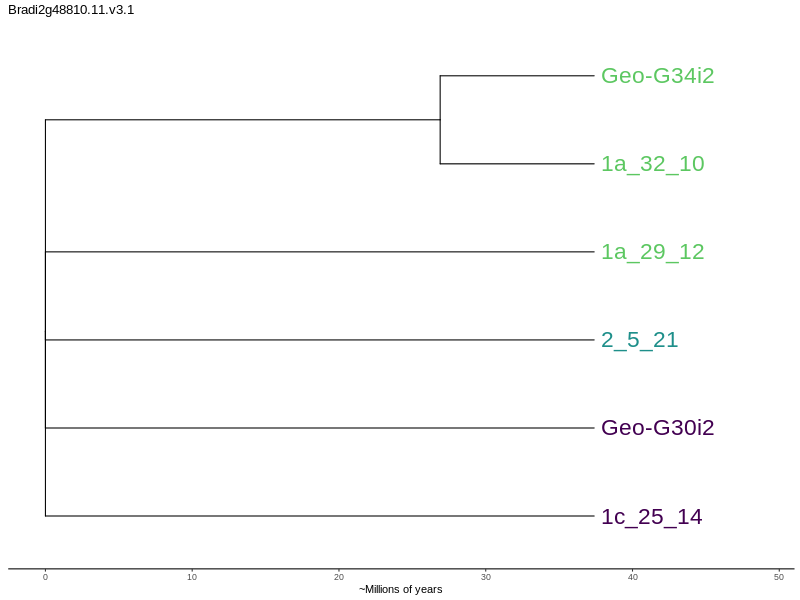 Bradi2g48810.11.v3.1
Geo-G34i2
1a_32_10
1a_29_12
2_5_21
Geo-G30i2
1c_25_14
0 10 20 30 40 50
~Millions of years